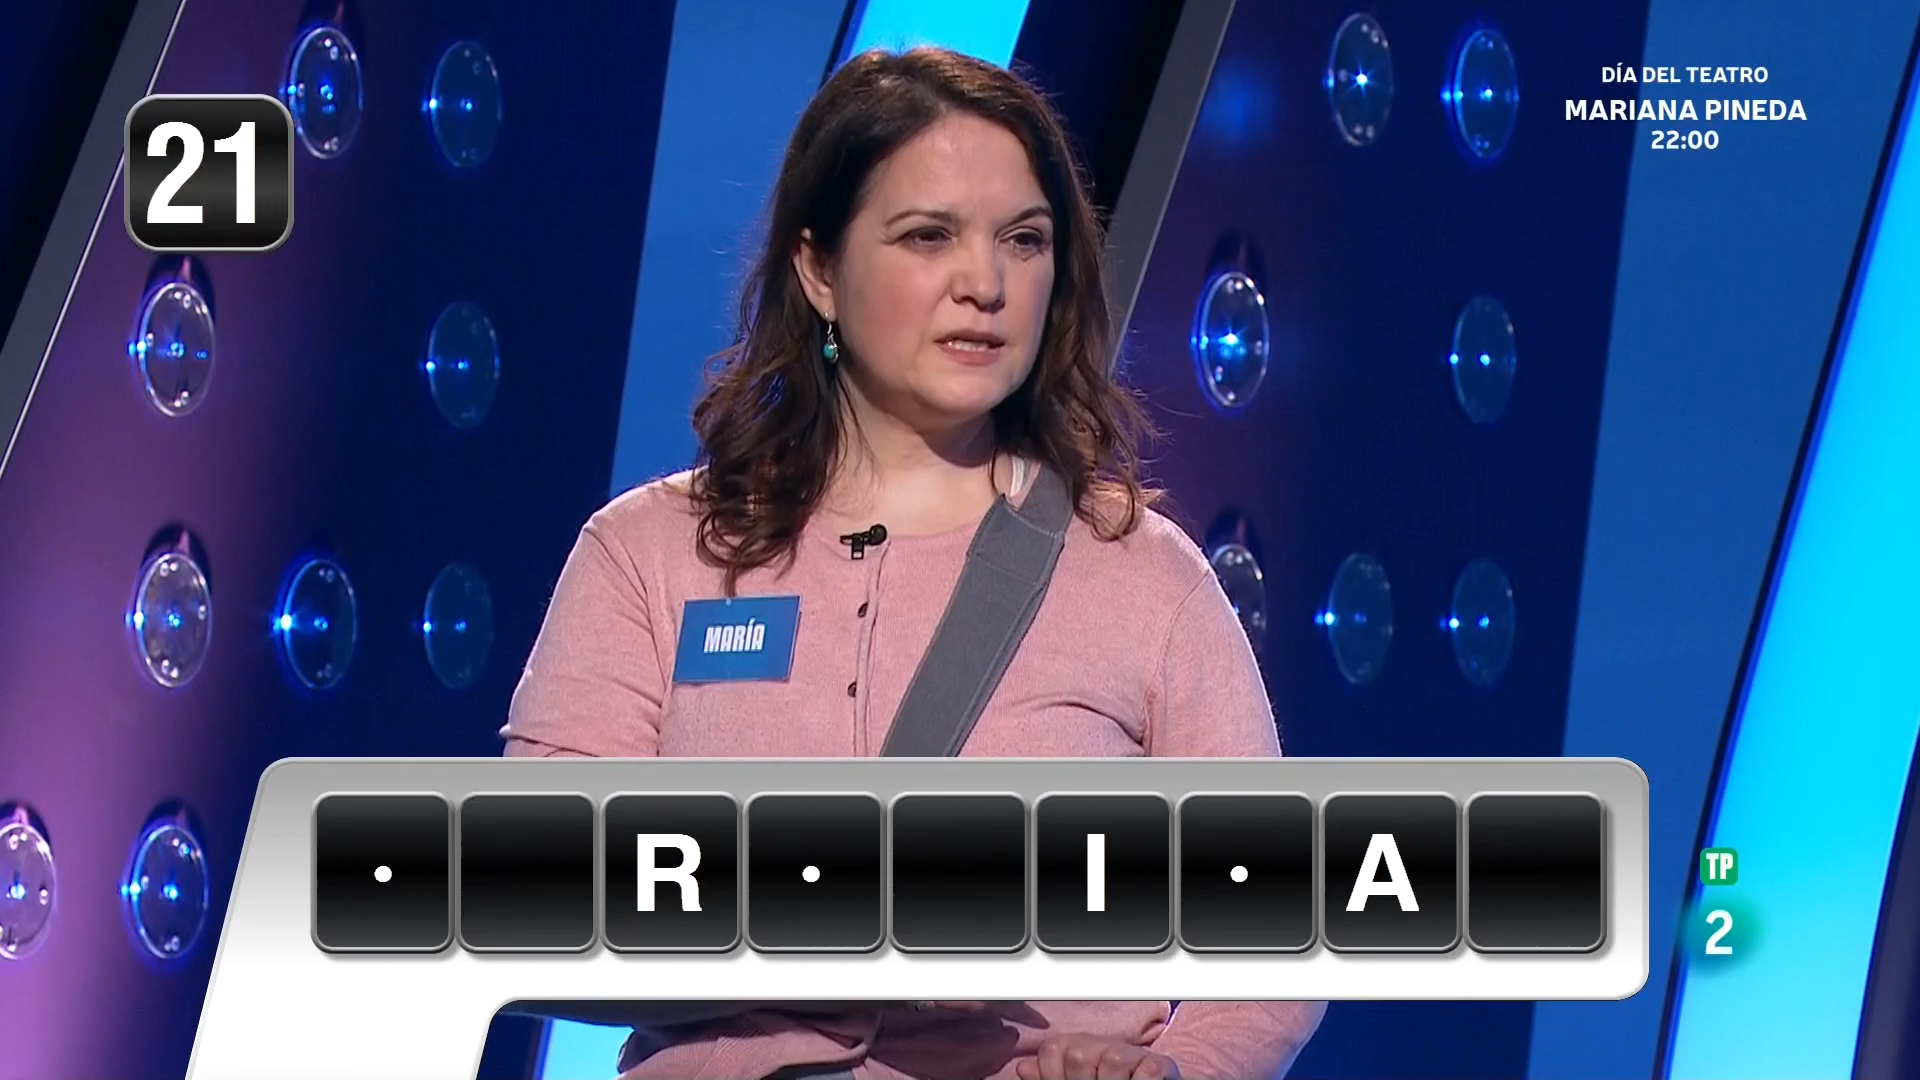 21
DÍA DEL TEATRO
MARIANA PINEDA
22:00
MARÍA
· R · I · A
TP
2